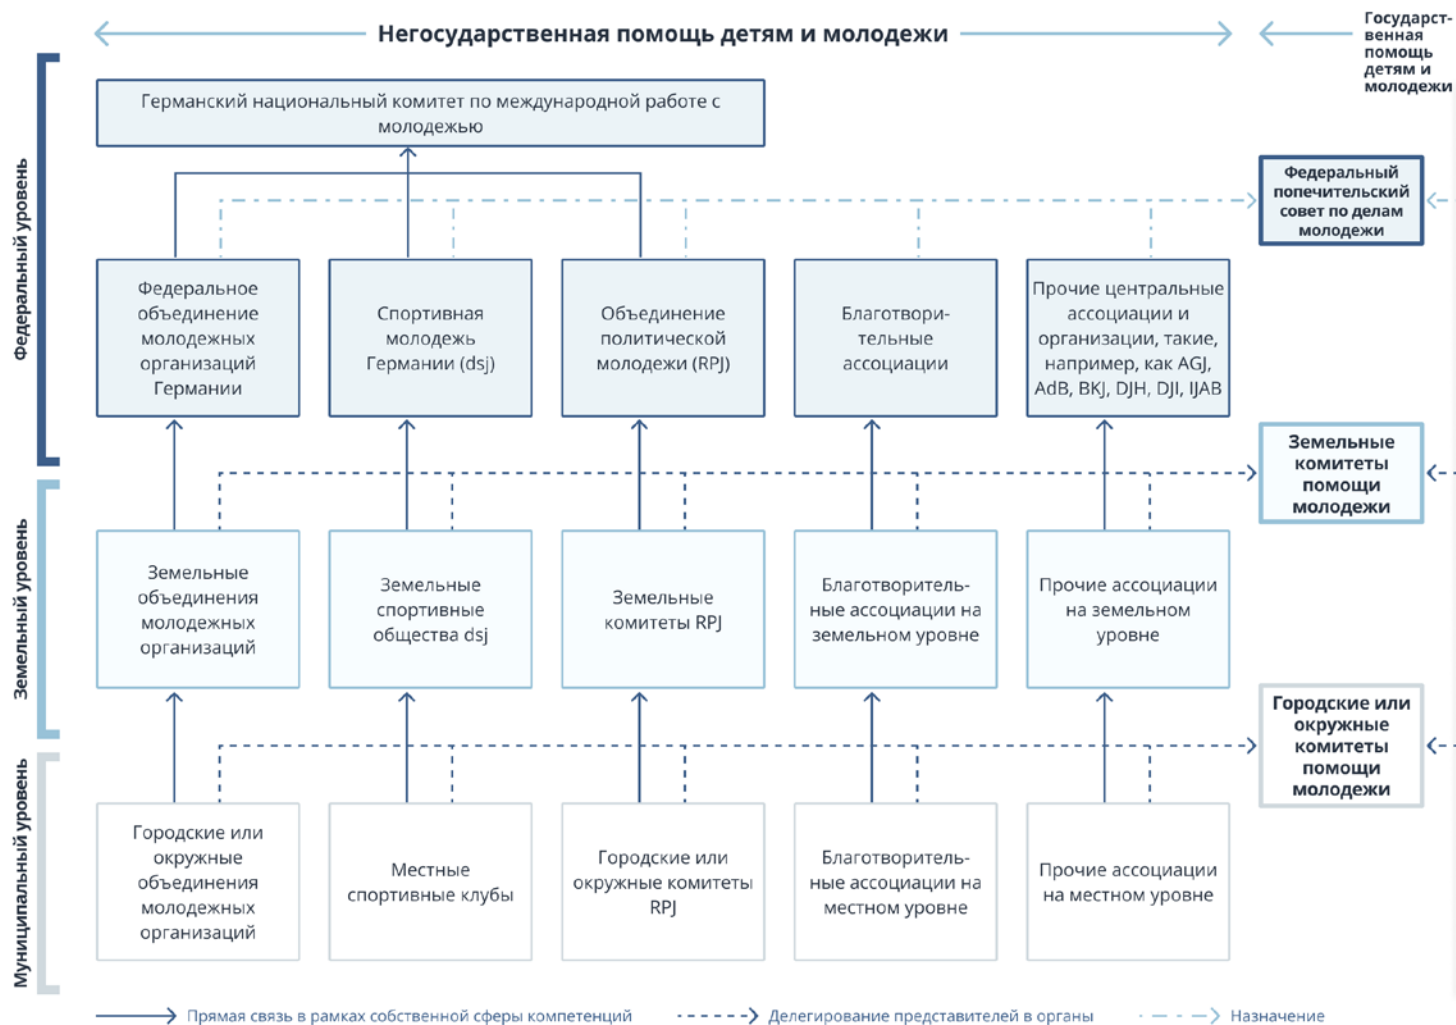 Негосударственная помощь детям и молодежи
Государст-
венная
помощь
детям и
молодежи
Федеральный уровень
Германский национальный комитет по международной работе с
молодежью
Федеральный
попечительский
совет по делам
молодежи
Федеральное
объединение
молодежных
организаций
Германии
Спортивная
молодежь
Германии (dsj)
Объединение
политической
молодежи (RPJ)
Благотвори-
тельные
ассоциации
Прочие центральные
ассоциации и
организации, такие,
например, как AGJ,
AdB, BKJ, DJH, DJI, IJAB
Земельные
комитеты
помощи
молодежи
Земельный уровень
Земельные
объединения
молодежных
организаций
Земельные
спортивные
общества dsj
Земельные
комитеты RPJ
Благотворитель-
ные ассоциации на
земельном уровне
Прочие ассоциации
на земельном
уровне
Городские или
окружные
комитеты
помощи
молодежи
Муниципальный уровень
Городские или
окружные
объединения
молодежных
организаций
Местные
спортивные клубы
Городские или
окружные комитеты
RPJ
Благотворитель-
ные ассоциации на
местном уровне
Прочие ассоциации
на местном уровне
Прямая связь в рамках собственной сферы компетенций
Делегирование представителей в органы
Назначение